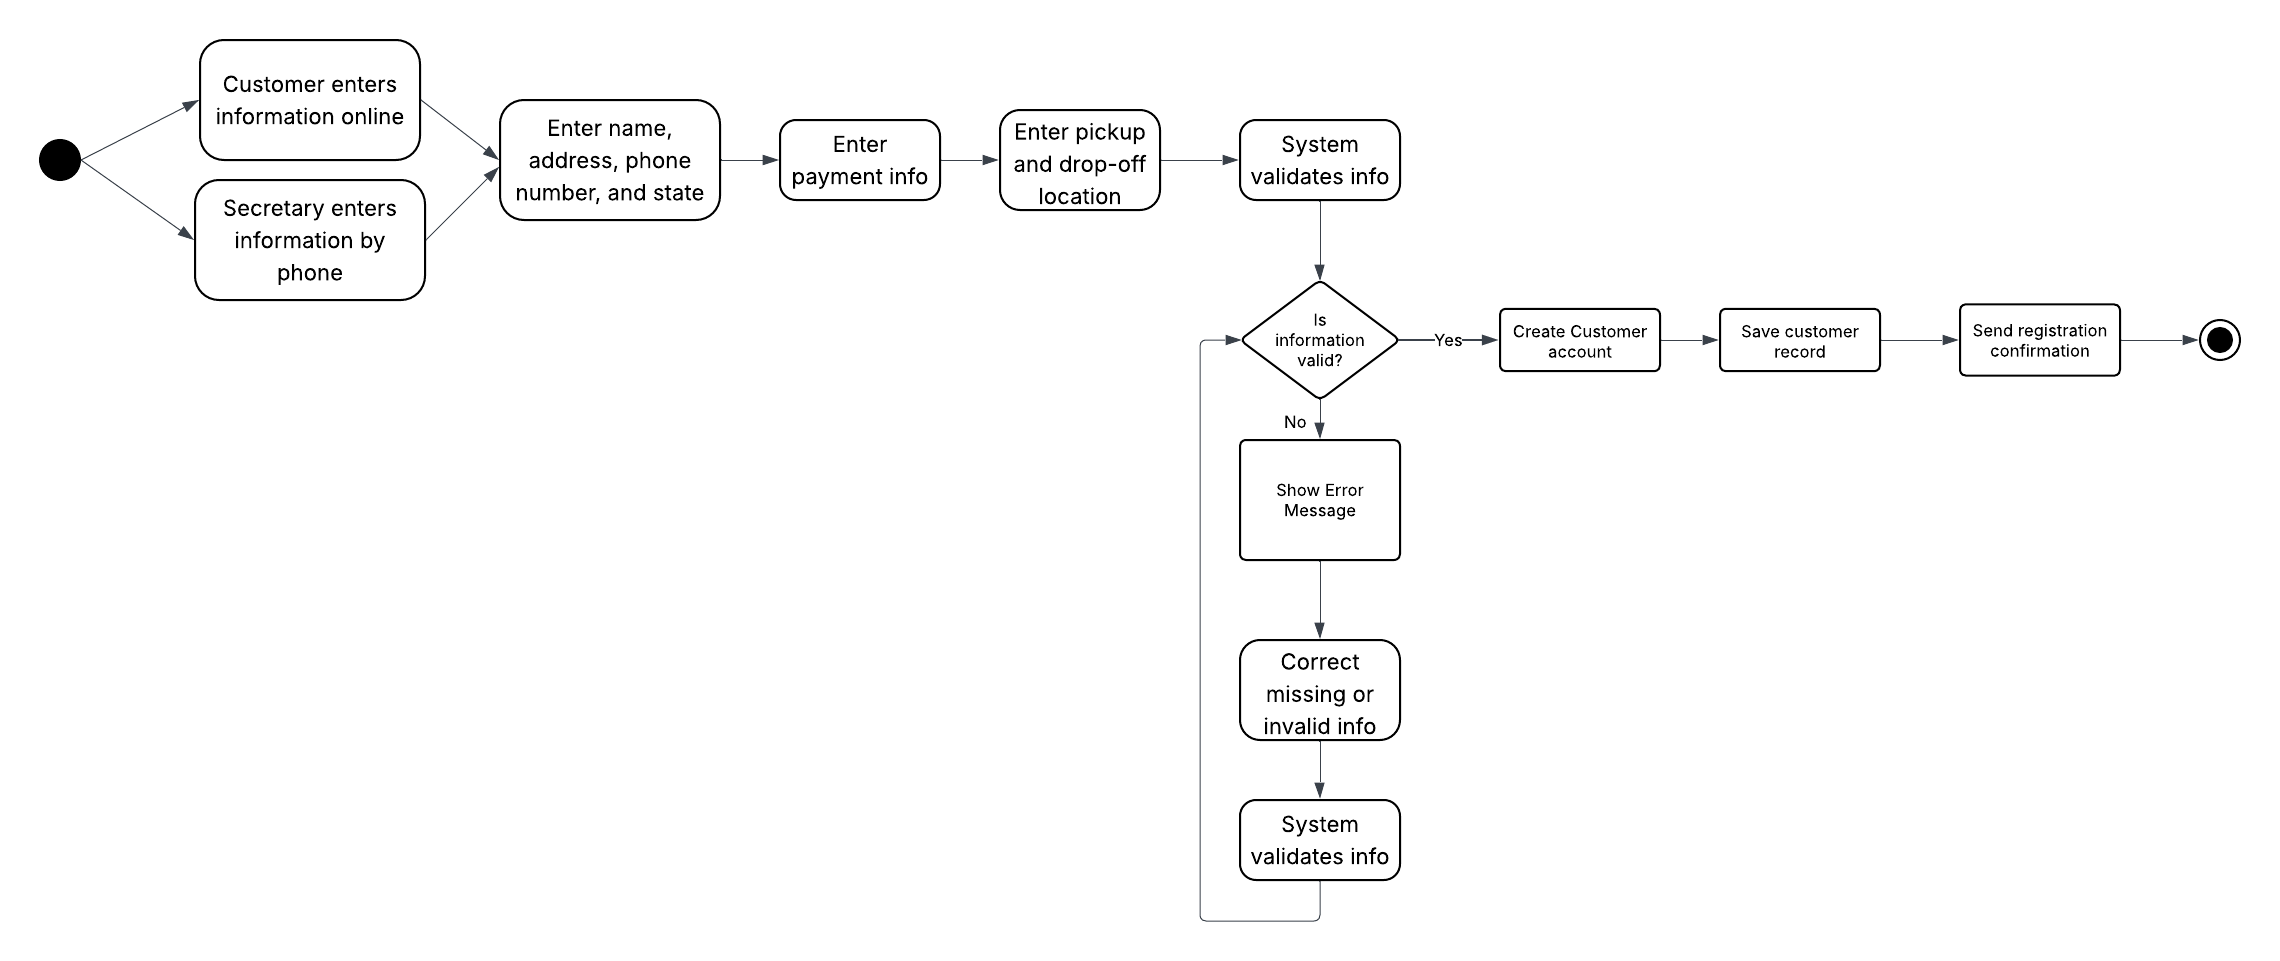 Customer enters
information online
Secretary enters
information by
phone
Enter name,
address, phone
number, and state
Enter
payment info
Enter pickup
and drop-off
location
System
validates info
Is
information
valid?
Yes
Create Customer
account
Save customer
record
Send registration
confirmation
No
Show Error
Message
Correct
missing or
invalid info
System
validates info